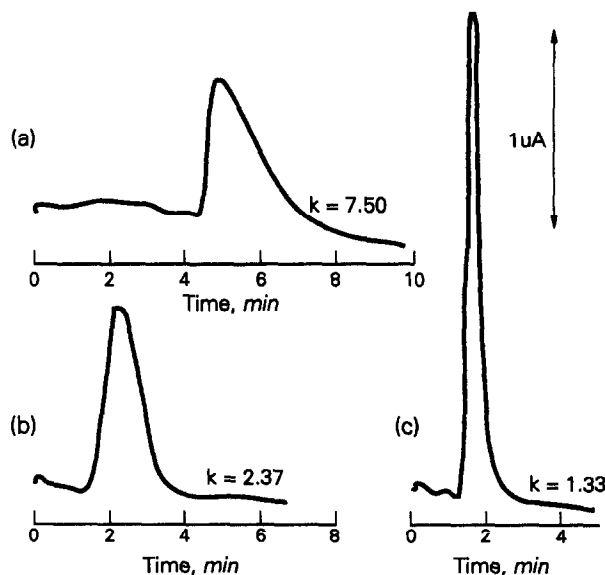 (a)
k = 7.50
0 2 4 6 8 10
Time, min
(b)
k = 2.37
0 2 4 6 8
Time, min
1uA
(c)
k = 1.33
0 2 4
Time, min